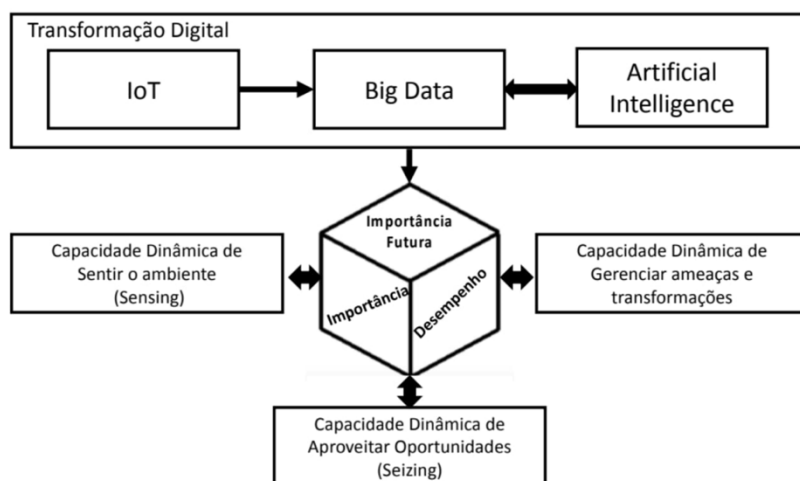 Transformação Digital
IoT
Big Data
Artificial
Intelligence
Importância
Futura
Importância
Desempenho
Capacidade Dinâmica de
Sentir o ambiente
(Sensing)
Capacidade Dinâmica de
Gerenciar ameaças e
transformações
Capacidade Dinâmica de
Aproveitar Oportunidades
(Seizing)